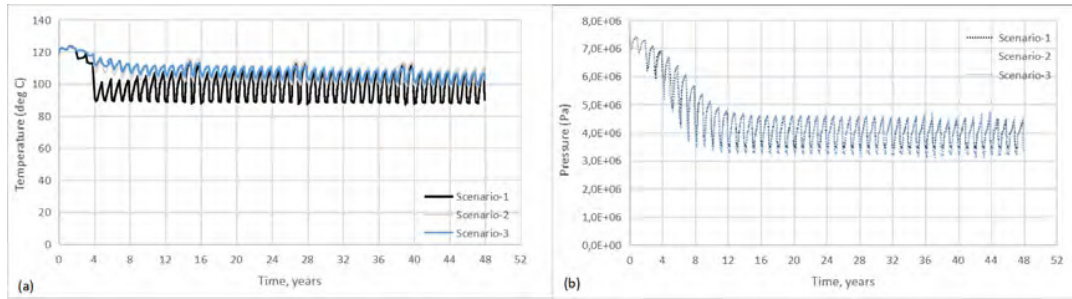 140
120
100
80
60
40
20
0
Temperature (deg C)
Scenario-1
Scenario-2
Scenario-3
0 4 8 12 16 20 24 28 32 36 40 44 48 52
Time, years
(a)
8,0E+06
7,0E+06
6,0E+06
5,0E+06
4,0E+06
3,0E+06
2,0E+06
1,0E+06
0,0E+00
Pressure (Pa)
Scenario-1
Scenario-2
Scenario-3
0 4 8 12 16 20 24 28 32 36 40 44 48 52
Time, years
(b)